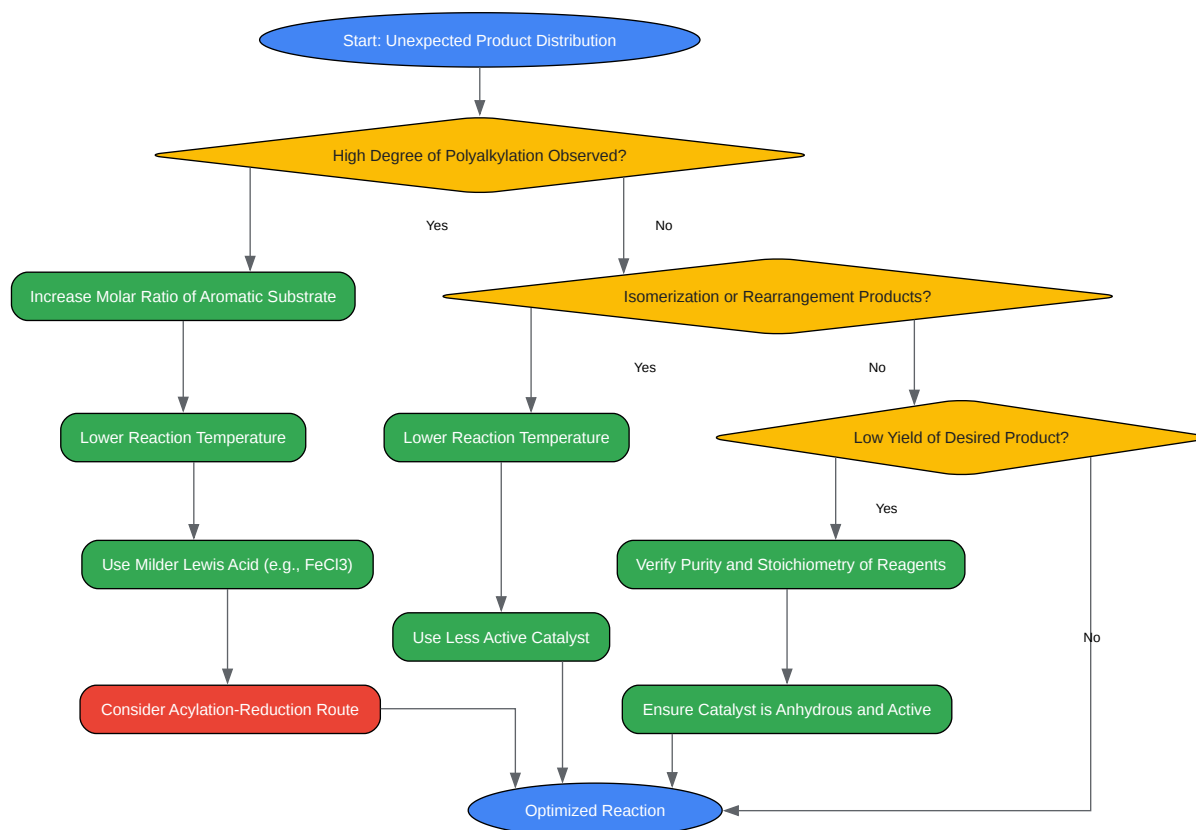 Start: Unexpected Product Distribution
High Degree of Polyalkylation Observed?
Yes
No
Increase Molar Ratio of Aromatic Substrate
Isomerization or Rearrangement Products?
Yes
No
Lower Reaction Temperature
Lower Reaction Temperature
Low Yield of Desired Product?
Yes
Use Milder Lewis Acid (e.g., FeCl3)
Verify Purity and Stoichiometry of Reagents
Use Less Active Catalyst
No
Consider Acylation-Reduction Route
Ensure Catalyst is Anhydrous and Active
Optimized Reaction